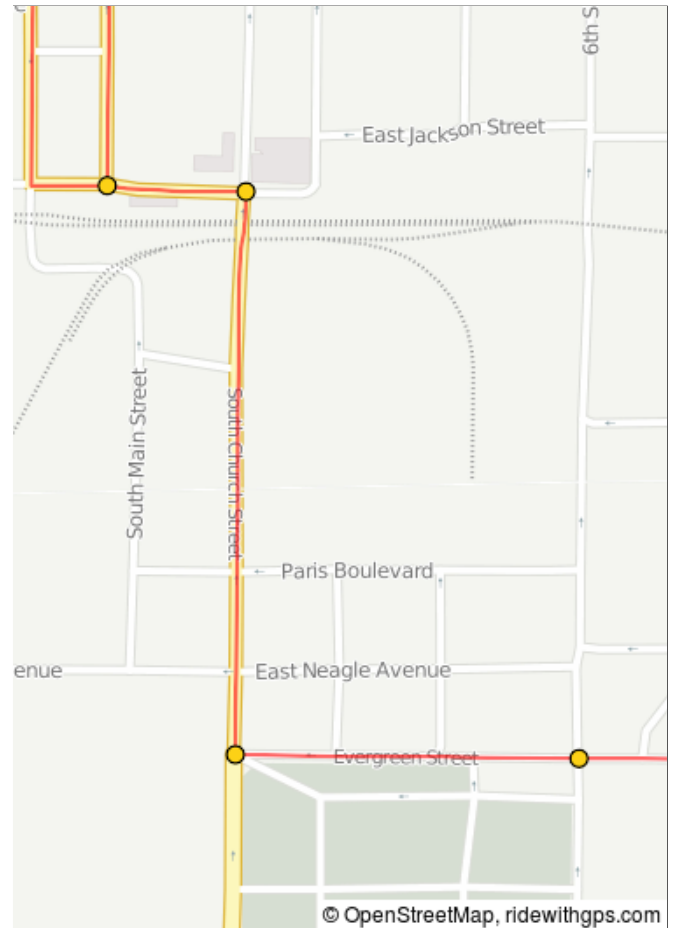 6th S
East Jackson Street
South Main Street
South Church Street
Paris Boulevard
enue
East Neagle Avenue
Evergreen Street
© OpenStreetMap, ridewithgps.com